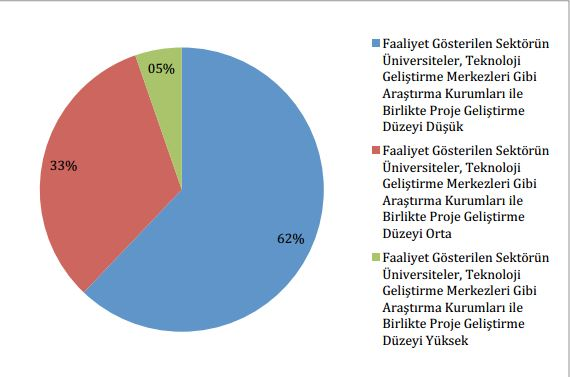 05%
33%
62%
Faaliyet Gösterilen Sektörün
Üniversiteler, Teknoloji
Geliştirme Merkezleri Gibi
Araştırma Kurumları ile
Birlikte Proje Geliştirme
Düzeyi Düşük
Faaliyet Gösterilen Sektörün
Üniversiteler, Teknoloji
Geliştirme Merkezleri Gibi
Araştırma Kurumları ile
Birlikte Proje Geliştirme
Düzeyi Orta
Faaliyet Gösterilen Sektörün
Üniversiteler, Teknoloji
Geliştirme Merkezleri Gibi
Araştırma Kurumları ile
Birlikte Proje Geliştirme
Düzeyi Yüksek